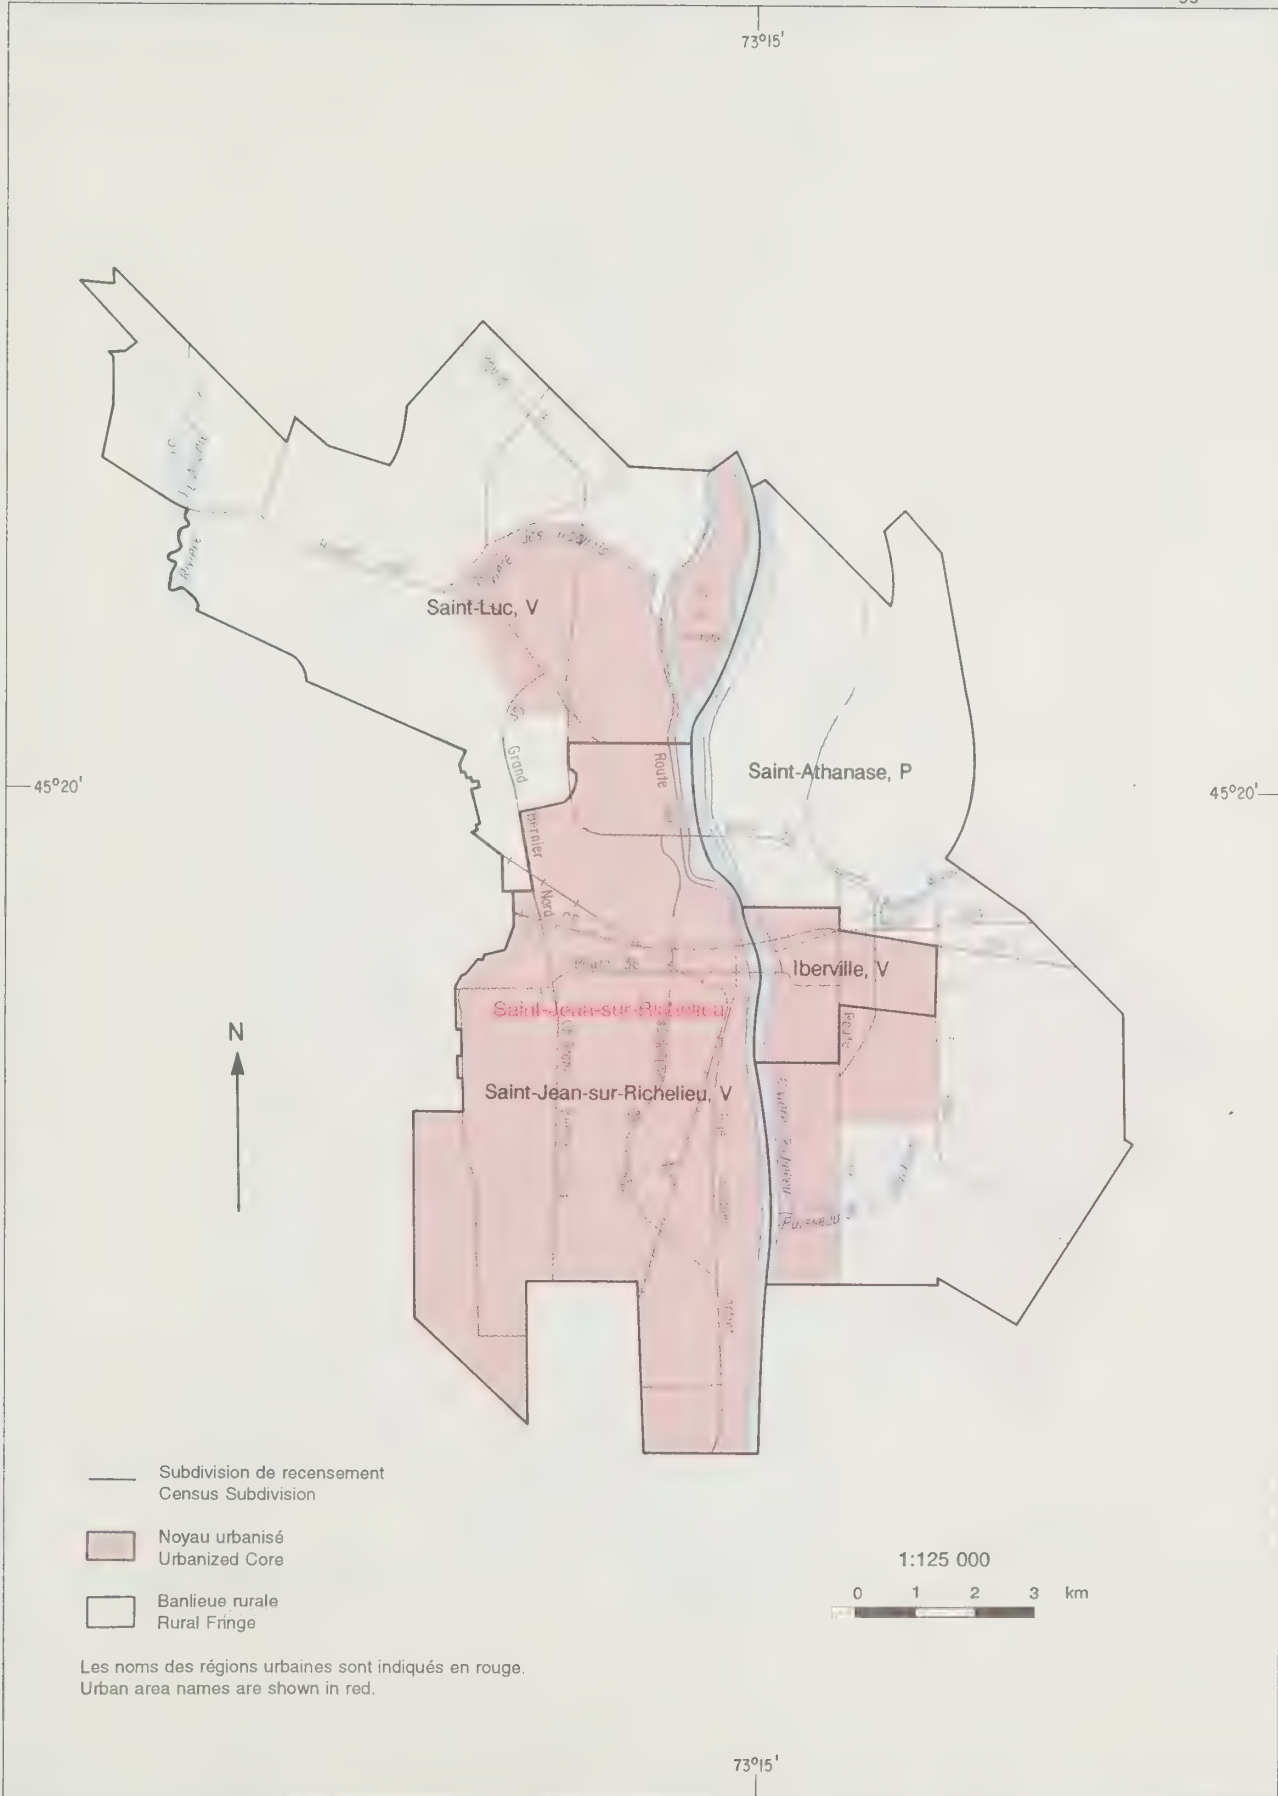 73°15'
Saint-Luc, V
Grand
Bernier
Nord
Route
Saint-Athanase, P
45°20'
45°20'
Iberville, V
Saint-Jean-sur-Richelieu
Route
N
Saint-Jean-sur-Richelieu, V
Ruisseau
Rivière
Subdivision de recensement
Census Subdivision
Noyau urbanisé
Urbanized Core
Banlieue rurale
Rural Fringe
1:125 000
0 1 2 3 km
Les noms des régions urbaines sont indiqués en rouge.
Urban area names are shown in red.
73°15'